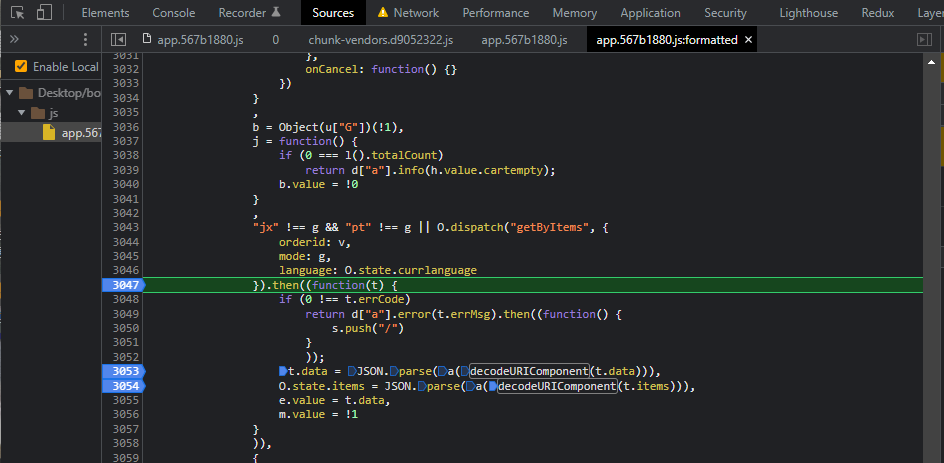 Elements Console Recorder Sources Network Performance Memory Application Security Lighthouse Redux Layer
» app.567b1880.js 0 chunk-vendors.d9052322.js app.567b1880.js app.567b1880.js:formatted ×
Enable Local
Desktop/bo
js
app.567
3031 },
3032 onCancel: function() {}
3033 })
3034 }
3035 ,
3036 b = Object(u["G"])(!1),
3037 j = function() {
3038 if (0 === l().totalCount)
3039 return d["a"].info(h.value.cartempty);
3040 b.value = !0
3041 }
3042 ,
3043 "jx" !== g && "pt" !== g || O.dispatch("getByItems", {
3044 orderid: v,
3045 mode: g,
3046 language: O.state.currlanguage
3047 }).then((function(t) {
3048 if (0 !== t.errCode)
3049 return d["a"].error(t.errMsg).then((function() {
3050 s.push("/")
3051 }
3052 ));
3053 t.data = JSON.parse(a(decodeURIComponent(t.data))),
3054 O.state.items = JSON.parse(a(decodeURIComponent(t.items))),
3055 e.value = t.data,
3056 m.value = !1
3057 }
3058 )),
3059 {